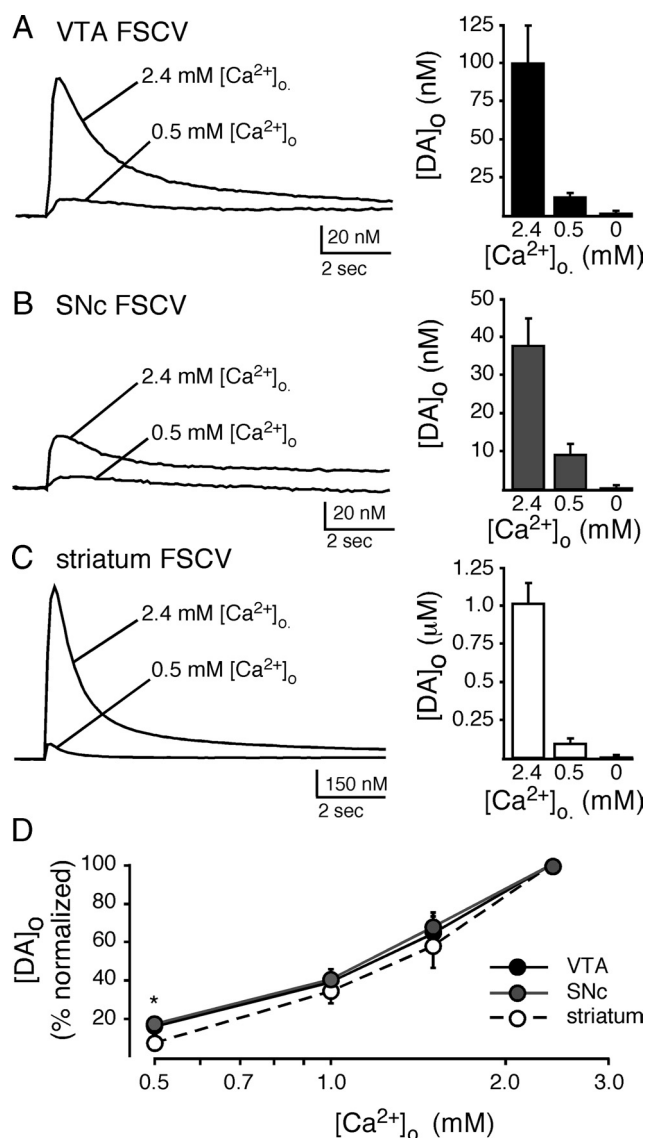 A VTA FSCV
2.4 mM [Ca²⁺]o.
0.5 mM [Ca²⁺]o
20 nM
2 sec
[DA]o (nM)
125
100
75
50
25
2.4 0.5 0
[Ca²⁺]o. (mM)
B SNc FSCV
2.4 mM [Ca²⁺]o.
0.5 mM [Ca²⁺]o
20 nM
2 sec
[DA]o (nM)
50
40
30
20
10
2.4 0.5 0
[Ca²⁺]o (mM)
C striatum FSCV
2.4 mM [Ca²⁺]o.
0.5 mM [Ca²⁺]o
150 nM
2 sec
[DA]o (μM)
1.25
1.0
0.75
0.5
0.25
2.4 0.5 0
[Ca²⁺]o. (mM)
D
[DA]o
(% normalized)
100
80
60
40
20
*
VTA
SNc
striatum
0.5 0.7 1.0 2.0 3.0
[Ca²⁺]o (mM)